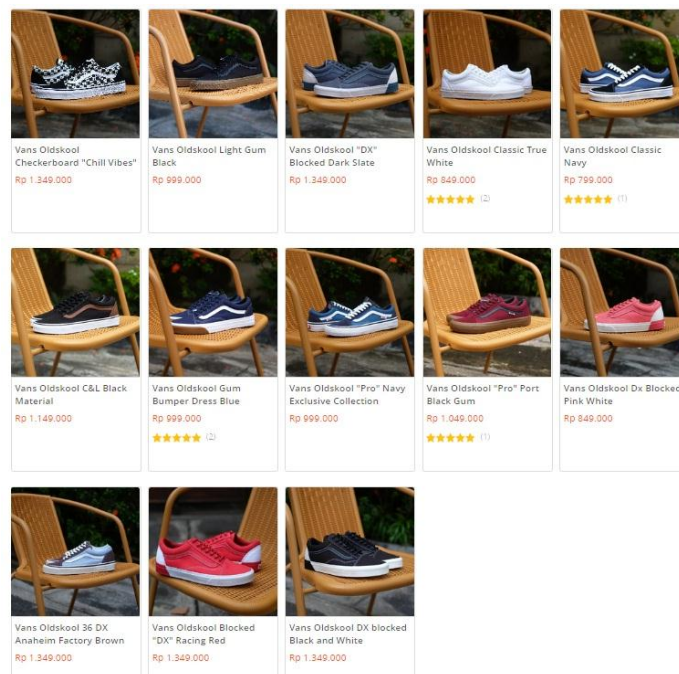 Vans Oldskool
Checkerboard "Chill Vibes"
Rp 1.349.000
Vans Oldskool Light Gum
Black
Rp 999.000
Vans Oldskool "DX"
Blocked Dark Slate
Rp 1.349.000
Vans Oldskool Classic True
White
Rp 849.000
(2)
Vans Oldskool Classic
Navy
Rp 799.000
(1)
Vans Oldskool C&L Black
Material
Rp 1.149.000
Vans Oldskool Gum
Bumper Dress Blue
Rp 999.000
(2)
Vans Oldskool "Pro" Navy
Exclusive Collection
Rp 999.000
Vans Oldskool "Pro" Port
Black Gum
Rp 1.049.000
(1)
Vans Oldskool Dx Blocked
Pink White
Rp 849.000
Vans Oldskool 36 DX
Anaheim Factory Brown
Rp 1.349.000
Vans Oldskool Blocked
"DX" Racing Red
Rp 1.349.000
Vans Oldskool DX blocked
Black and White
Rp 1.349.000